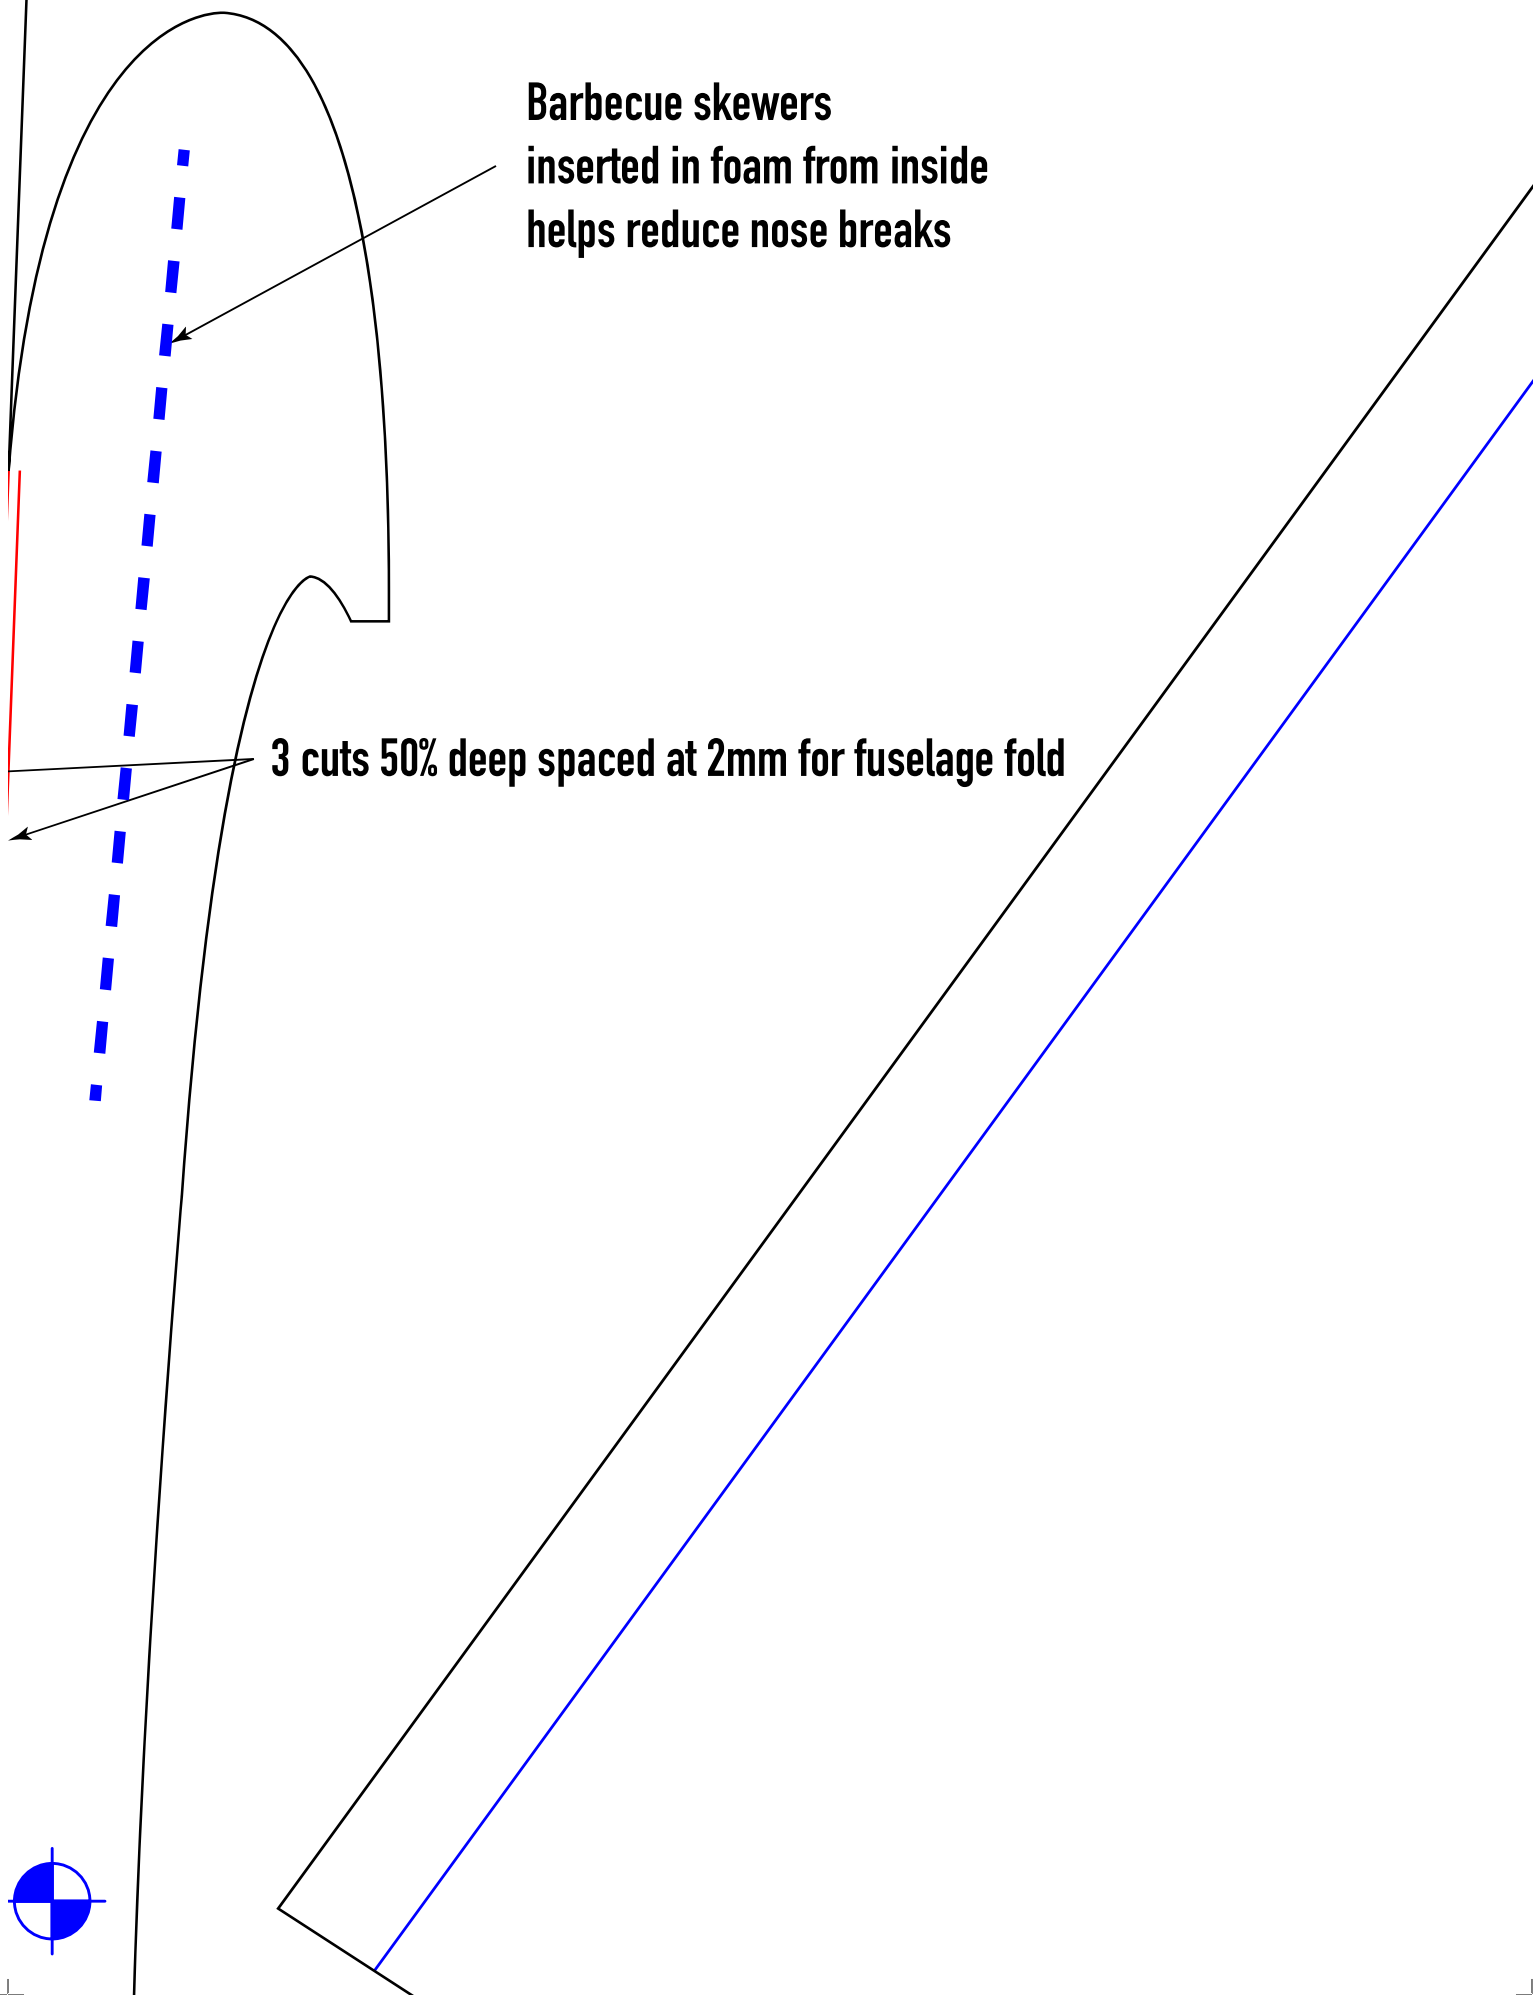 Barbecue skewers
inserted in foam from inside
helps reduce nose breaks
3 cuts 50% deep spaced at 2mm for fuselage fold